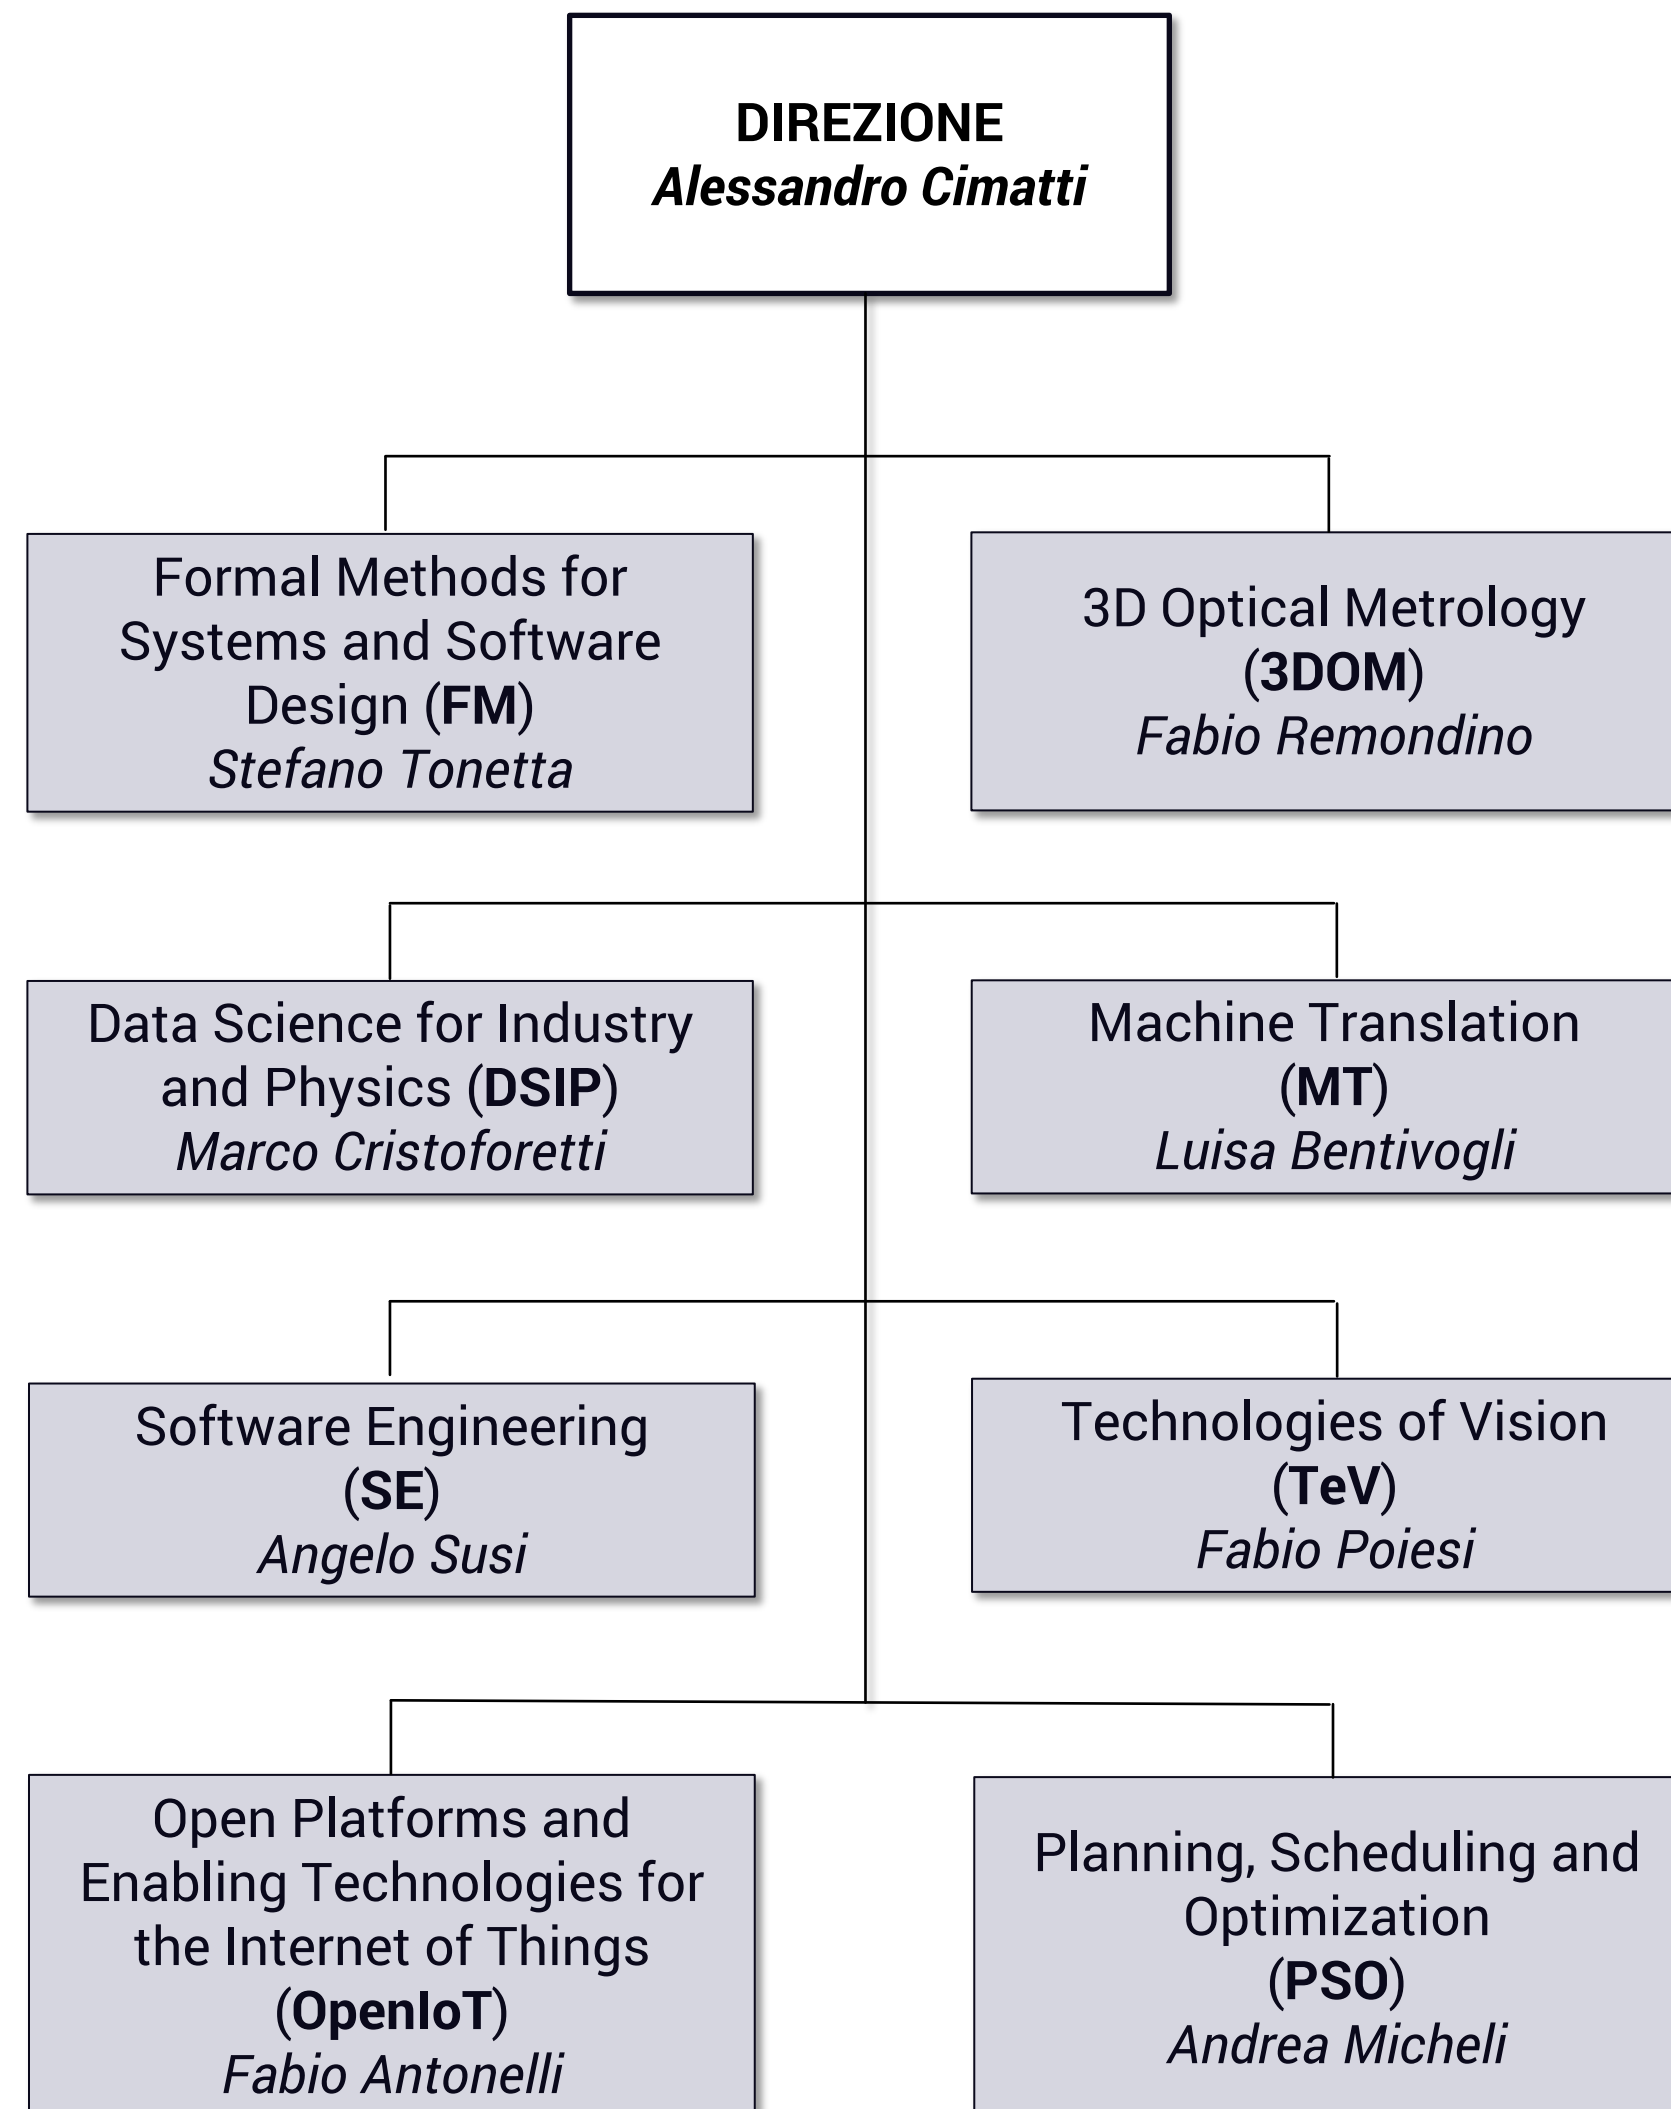 DIREZIONE
Alessandro Cimatti
Formal Methods for
Systems and Software
Design (FM)
Stefano Tonetta
3D Optical Metrology
(3DOM)
Fabio Remondino
Data Science for Industry
and Physics (DSIP)
Marco Cristoforetti
Machine Translation
(MT)
Luisa Bentivogli
Software Engineering
(SE)
Angelo Susi
Technologies of Vision
(TeV)
Fabio Poiesi
Open Platforms and
Enabling Technologies for
the Internet of Things
(OpenIoT)
Fabio Antonelli
Planning, Scheduling and
Optimization
(PSO)
Andrea Micheli